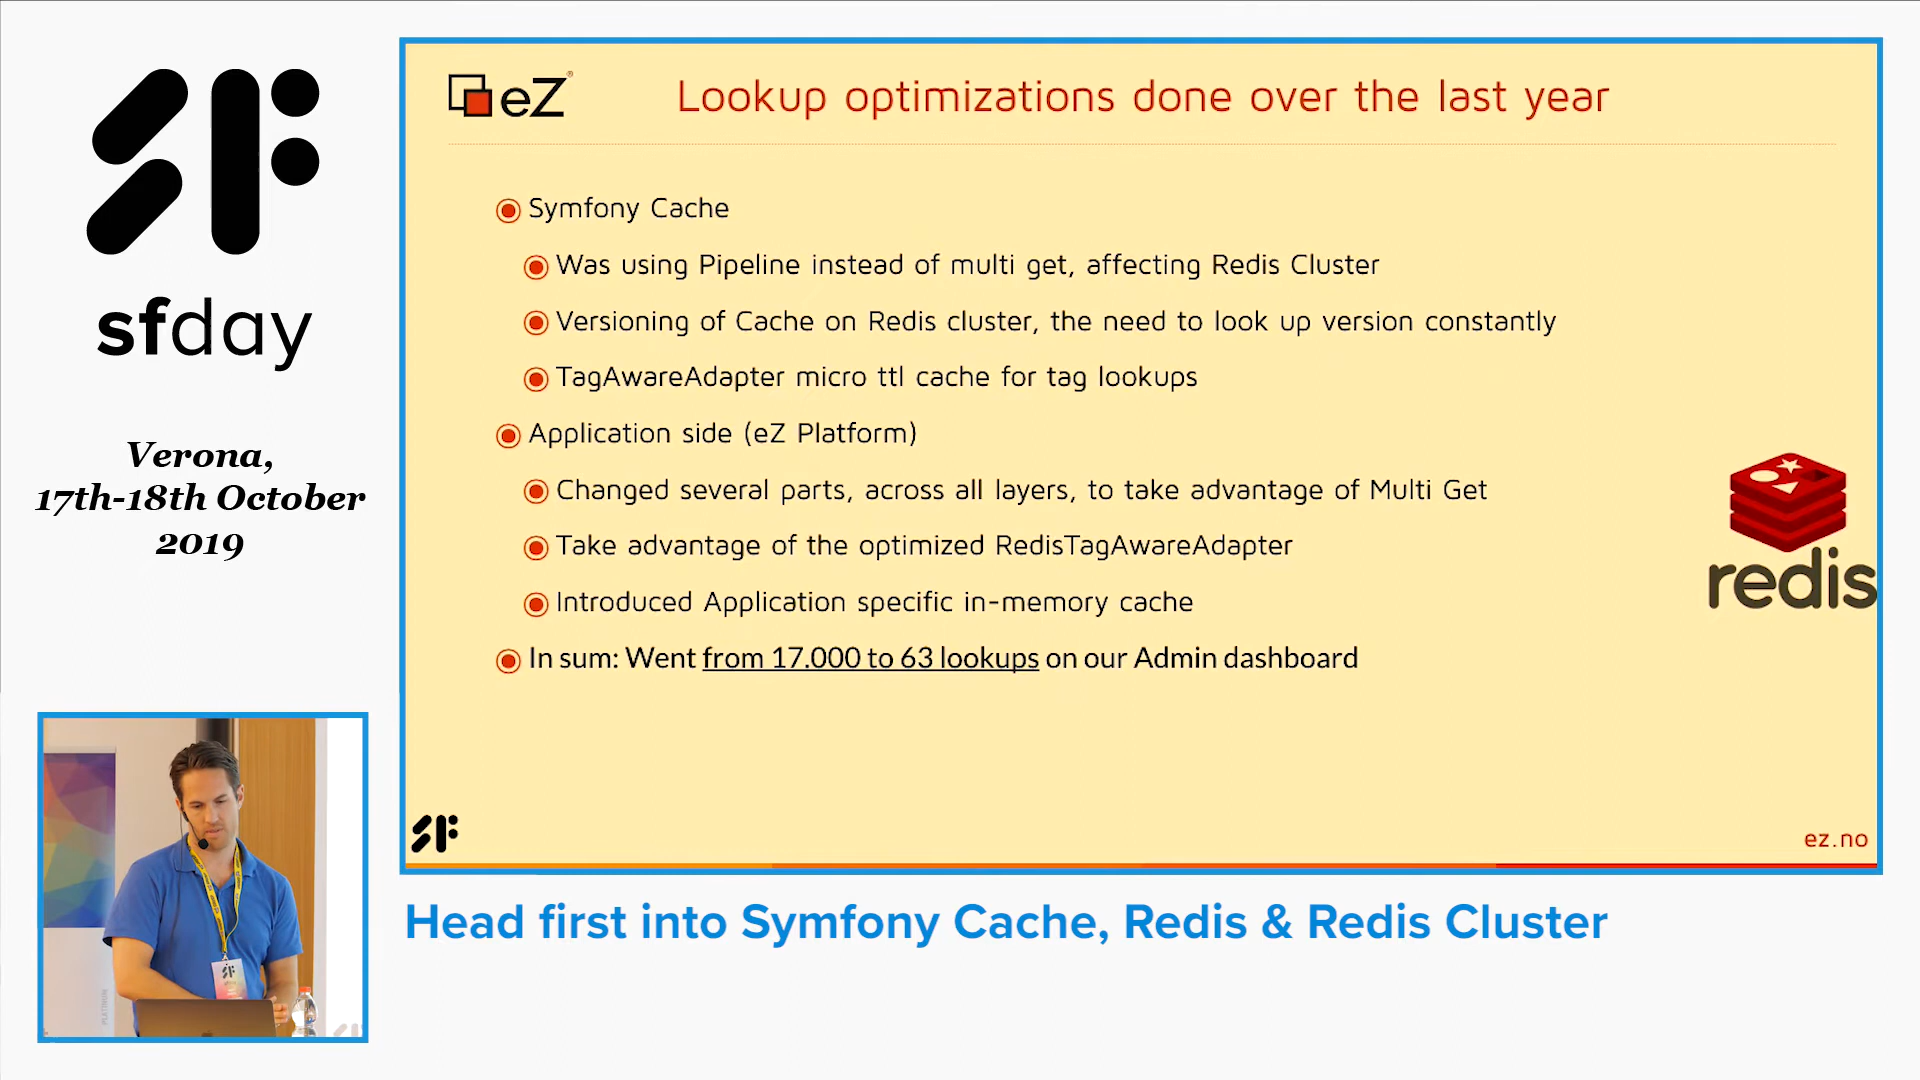 sfday
Verona,
17th-18th October
2019
eZ®
Lookup optimizations done over the last year
Symfony Cache
Was using Pipeline instead of multi get, affecting Redis Cluster
Versioning of Cache on Redis cluster, the need to look up version constantly
TagAwareAdapter micro ttl cache for tag lookups
Application side (eZ Platform)
Changed several parts, across all layers, to take advantage of Multi Get
Take advantage of the optimized RedisTagAwareAdapter
Introduced Application specific in-memory cache
In sum: Went from 17.000 to 63 lookups on our Admin dashboard
redis
ez.no
PLATINUM
Head first into Symfony Cache, Redis & Redis Cluster